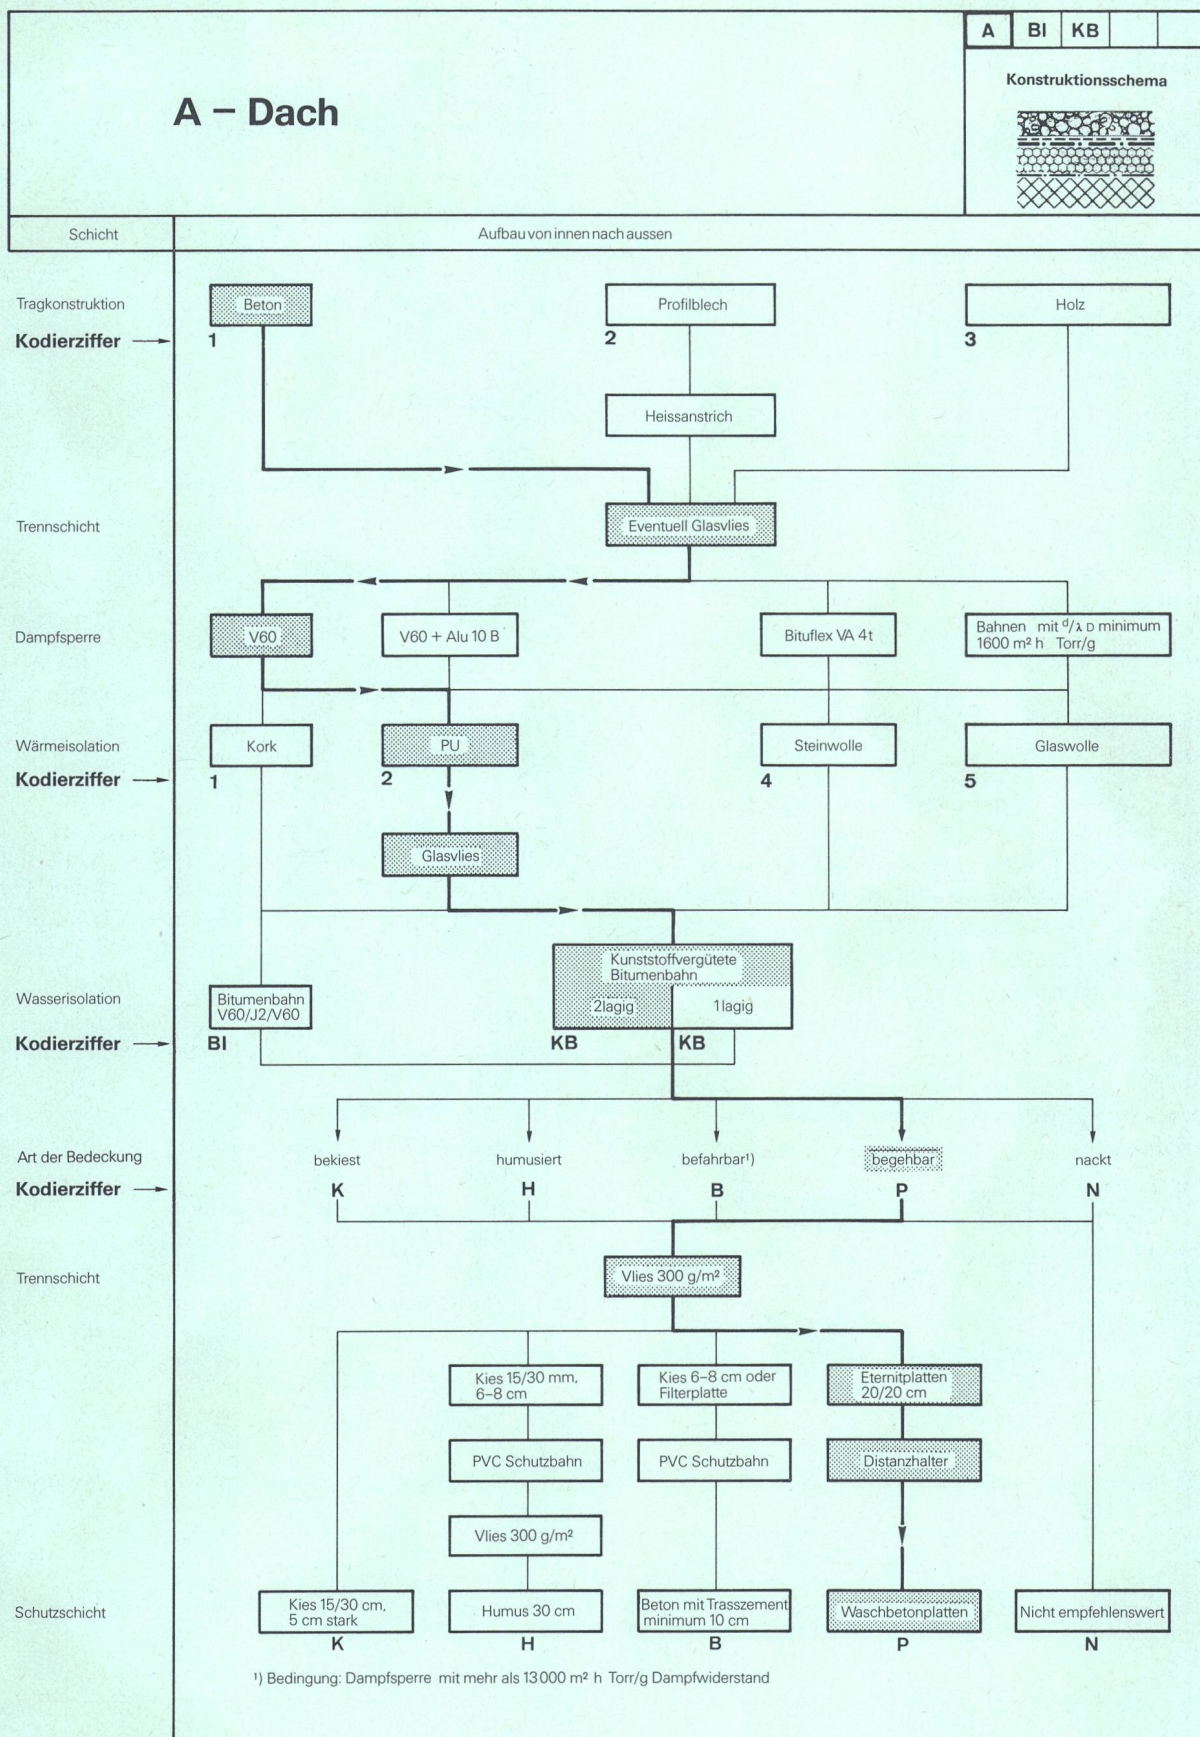 A BI KB
A – Dach
Konstruktionsschema
Schicht
Aufbau von innen nach aussen
Tragkonstruktion
Beton
Profilblech
Holz
Kodierziffer
1
2
3
Heissanstrich
Trennschicht
Eventuell Glasvlies
Dampfsperre
V60
V60 + Alu 10 B
Bituflex VA 4t
Bahnen mit d/λ D minimum
1600 m² h Torr/g
Wärmeisolation
Kork
PU
Steinwolle
Glaswolle
Kodierziffer
1
2
4
5
Glasvlies
Kunststoffvergütete
Bitumenbahn
Wasserisolation
Bitumenbahn
V60/J2/V60
2lagig
1lagig
Kodierziffer
BI
KB
KB
Art der Bedeckung
bekiest
humusiert
befahrbar¹)
begehbar
nackt
Kodierziffer
K
H
B
P
N
Trennschicht
Vlies 300 g/m²
Kies 15/30 mm,
6–8 cm
Kies 6–8 cm oder
Filterplatte
Eternitplatten
20/20 cm
PVC Schutzbahn
PVC Schutzbahn
Distanzhalter
Vlies 300 g/m²
Schutzschicht
Kies 15/30 cm,
5 cm stark
Humus 30 cm
Beton mit Trasszement
minimum 10 cm
Waschbetonplatten
Nicht empfehlenswert
K
H
B
P
N
¹) Bedingung: Dampfsperre mit mehr als 13000 m² h Torr/g Dampfwiderstand